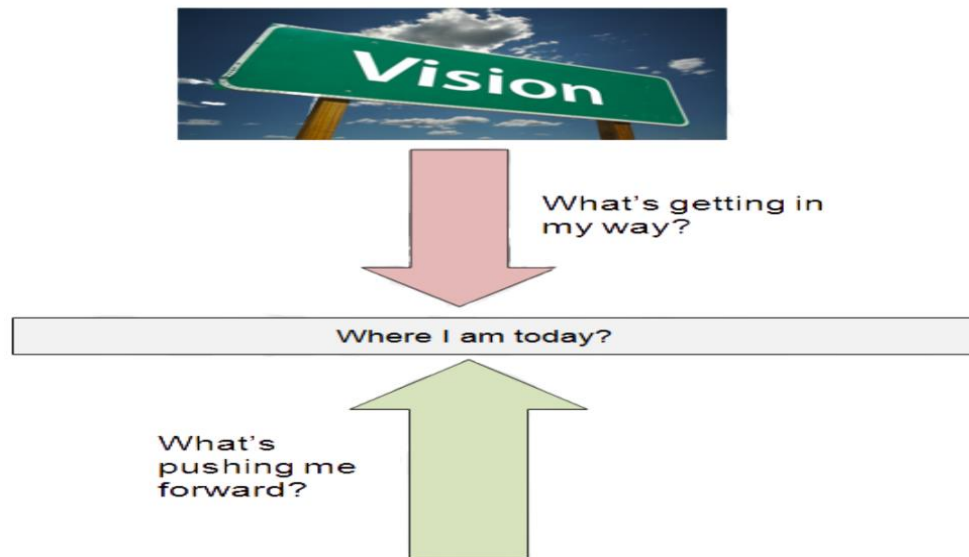 Vision
What's getting in
my way?
Where I am today?
What's
pushing me
forward?